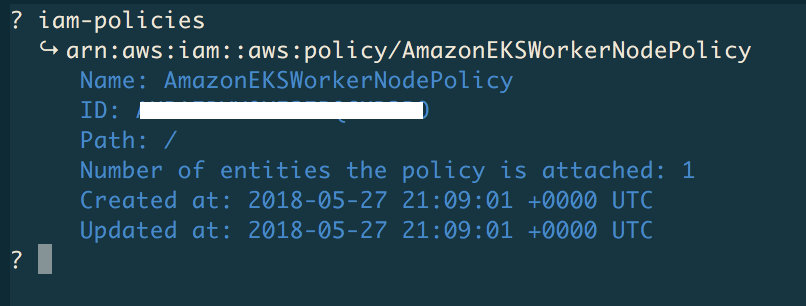 ? iam-policies
↪ arn:aws:iam::aws:policy/AmazonEKSWorkerNodePolicy
Name: AmazonEKSWorkerNodePolicy
ID:
Path: /
Number of entities the policy is attached: 1
Created at: 2018-05-27 21:09:01 +0000 UTC
Updated at: 2018-05-27 21:09:01 +0000 UTC
?